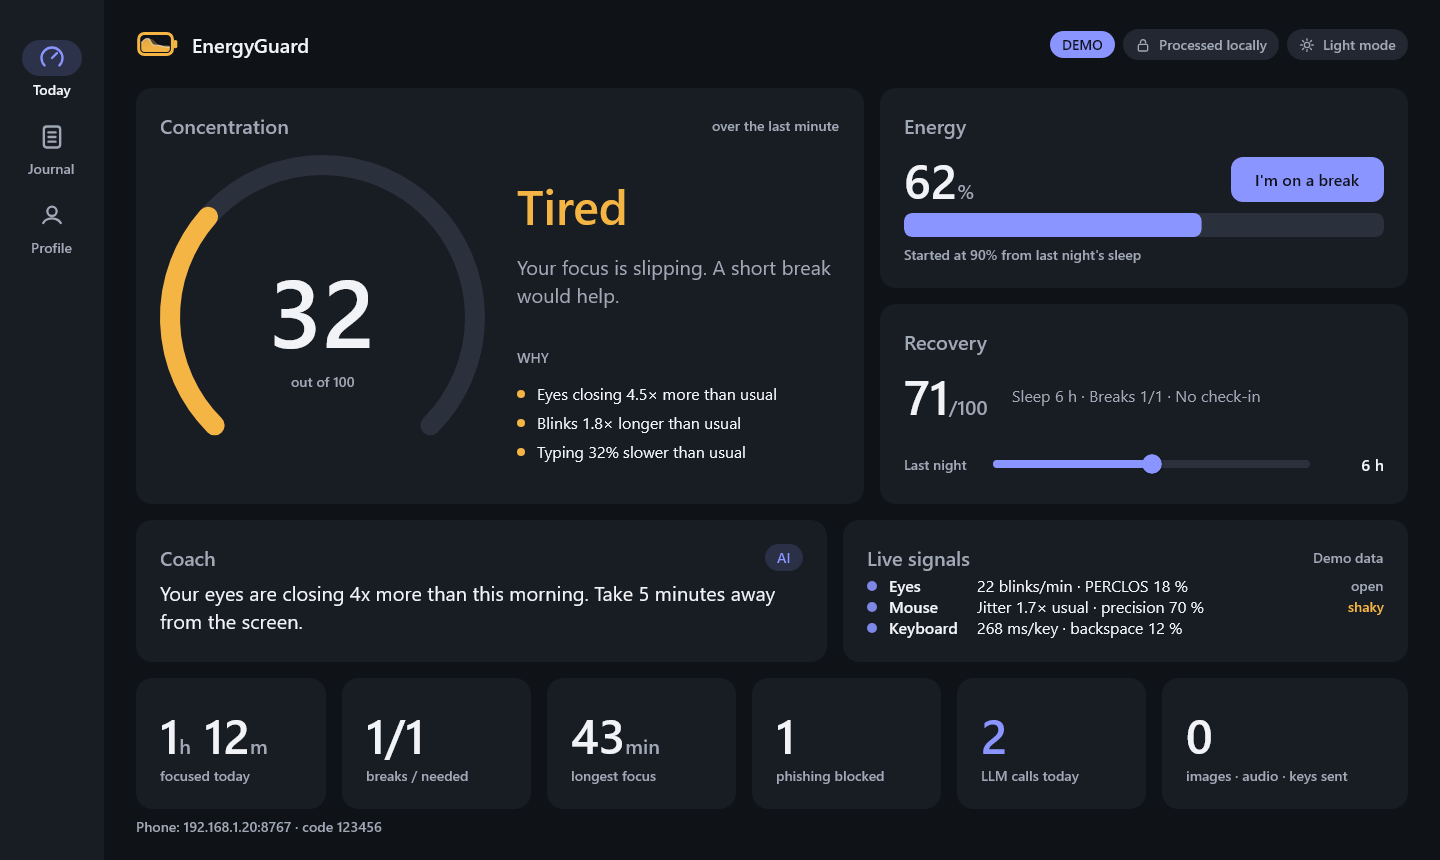 EnergyGuard
DEMO
Processed locally
Light mode
Today
Journal
Profile
Concentration
over the last minute
32
out of 100
Tired
Your focus is slipping. A short break
would help.
WHY
Eyes closing 4.5× more than usual
Blinks 1.8× longer than usual
Typing 32% slower than usual
Energy
62%
I'm on a break
Started at 90% from last night's sleep
Recovery
71/100
Sleep 6 h · Breaks 1/1 · No check-in
Last night
6 h
Coach
AI
Your eyes are closing 4x more than this morning. Take 5 minutes away
from the screen.
Live signals
Demo data
Eyes 22 blinks/min · PERCLOS 18 % open
Mouse Jitter 1.7× usual · precision 70 % shaky
Keyboard 268 ms/key · backspace 12 %
1h 12m
focused today
1/1
breaks / needed
43min
longest focus
1
phishing blocked
2
LLM calls today
0
images · audio · keys sent
Phone: 192.168.1.20:8767 · code 123456